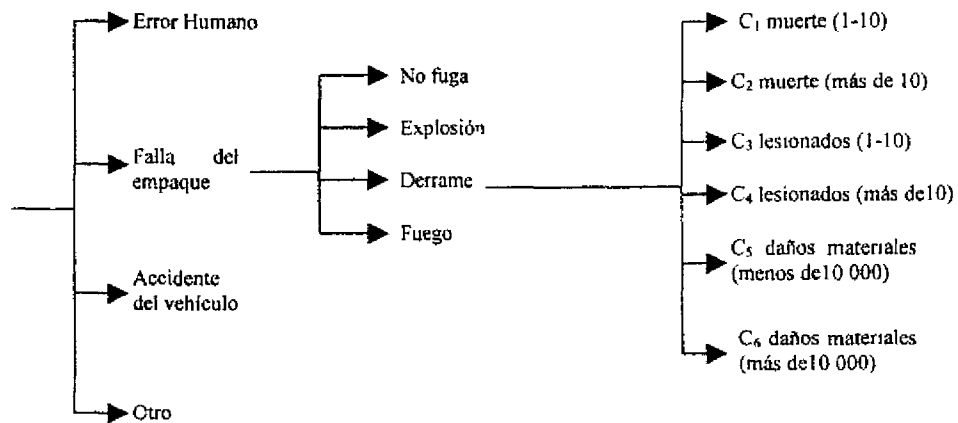 Error Humano
Falla del
empaque
Accidente
del vehículo
Otro
No fuga
Explosión
Derrame
Fuego
C₁ muerte (1-10)
C₂ muerte (más de 10)
C₃ lesionados (1-10)
C₄ lesionados (más de10)
C₅ daños materiales
(menos de10 000)
C₆ daños materiales
(más de10 000)